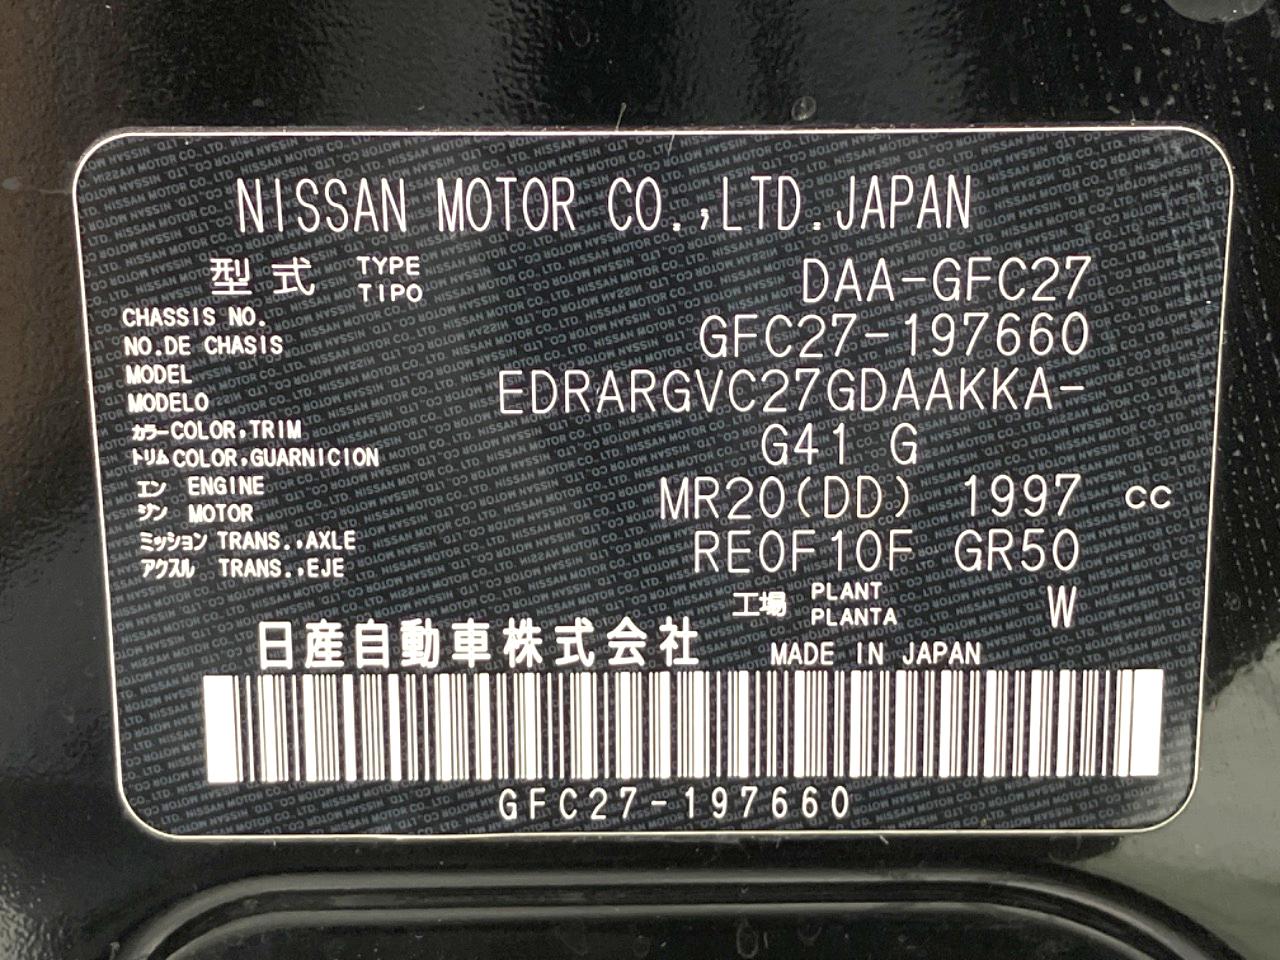 NISSAN MOTOR CO.,LTD.JAPAN
型式 TYPE TIPO DAA-GFC27
CHASSIS NO. NO.DE CHASIS GFC27-197660
MODEL MODELO EDRARGVC27GDAAKKA-
カラー COLOR,TRIM トリム COLOR,GUARNICION G41 G
エンジン ENGINE MOTOR MR20(DD) 1997 cc
ミッション TRANS.,AXLE アクスル TRANS.,EJE RE0F10F GR50
工場 PLANT PLANTA W
日産自動車株式会社 MADE IN JAPAN
GFC27-197660